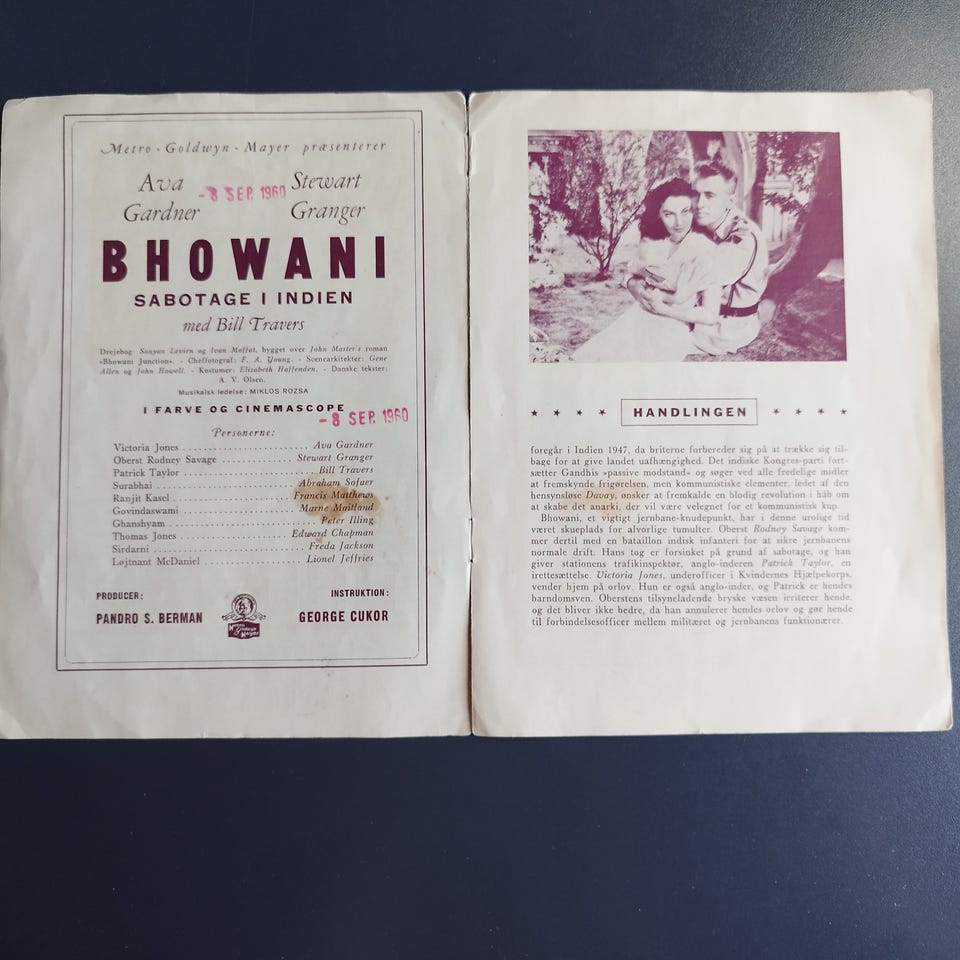 Metro-Goldwyn-Mayer præsenterer
Ava Gardner
Stewart Granger
-8 SEP. 1960
BHOWANI
SABOTAGE I INDIEN
med Bill Travers
Drejebog: Sonyan Levien og Ivan Moffat, bygget over John Master's roman
»Bhowani Junction«. - Cheffotograf: F. A. Young. - Scenearkitekter: Gene
Allen og John Howell. - Kostumer: Elizabeth Haffenden. - Danske tekster:
A. V. Olsen.
Musikalsk ledelse: MIKLOS ROZSA
I FARVE OG CINEMASCOPE
-8 SEP. 1960
Personerne:
Victoria Jones ........ Ava Gardner
Oberst Rodney Savage ........ Stewart Granger
Patrick Taylor ........ Bill Travers
Surabhai ........ Abraham Sofaer
Ranjit Kasel ........ Francis Matthews
Govindaswami ........ Marne Maitland
Ghanshyam ........ Peter Illing
Thomas Jones ........ Edward Chapman
Sirdarni ........ Freda Jackson
Løjtnant McDaniel ........ Lionel Jeffries
PRODUCER:
PANDRO S. BERMAN
Metro Goldwyn Mayer
INSTRUKTION:
GEORGE CUKOR
HANDLINGEN
foregår i Indien 1947, da briterne forbereder sig på at trække sig til-
bage for at give landet uafhængighed. Det indiske Kongres-parti fort-
sætter Gandhis »passive modstand« og søger ved alle fredelige midler
at fremskynde frigørelsen, men kommunistiske elementer, ledet af den
hensynsløse Davay, ønsker at fremkalde en blodig revolution i håb om
at skabe det anarki, der vil være velegnet for et kommunistisk kup.
Bhowani, et vigtigt jernbane-knudepunkt, har i denne urolige tid
været skueplads for alvorlige tumulter. Oberst Rodney Savage kom-
mer dertil med en bataillon indisk infanteri for at sikre jernbanens
normale drift. Hans tog er forsinket på grund af sabotage, og han
giver stationens trafikinspektør, anglo-inderen Patrick Taylor, en
irettesættelse. Victoria Jones, underofficer i Kvindernes Hjælpekorps,
vender hjem på orlov. Hun er også anglo-inder, og Patrick er hendes
barndomsven. Oberstens tilsyneladende bryske væsen irriterer hende,
og det bliver ikke bedre, da han annulerer hendes orlov og gør hende
til forbindelsesofficer mellem militæret og jernbanens funktionærer.